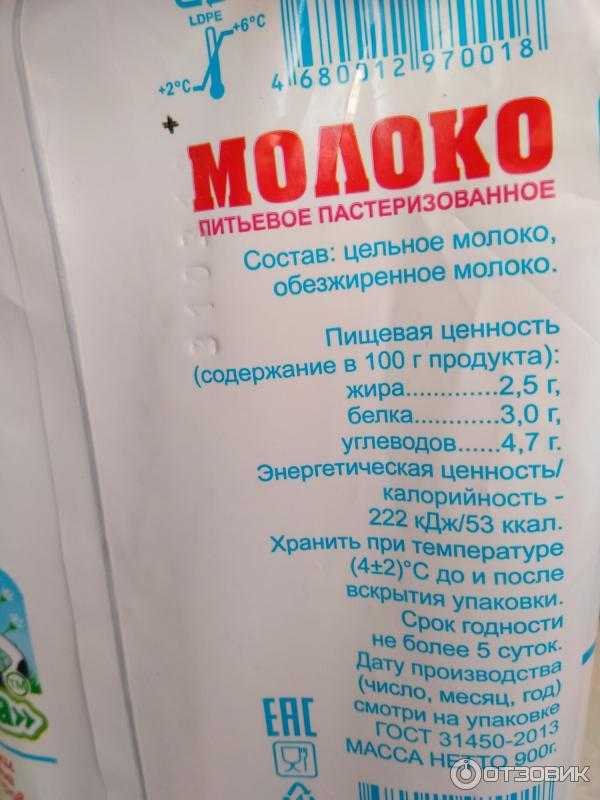 LDPE
+6°C
+2°C
4 680012 970018
МОЛОКО
ПИТЬЕВОЕ ПАСТЕРИЗОВАННОЕ
Состав: цельное молоко,
обезжиренное молоко.
Пищевая ценность
(содержание в 100 г продукта):
жира.............2,5 г,
белка............3,0 г,
углеводов......4,7 г.
Энергетическая ценность/
калорийность -
222 кДж/53 ккал.
Хранить при температуре
(4±2)°С до и после
вскрытия упаковки.
Срок годности
не более 5 суток.
Дату производства
(число, месяц, год)
смотри на упаковке
ГОСТ 31450-2013
МАССА НЕТТО 900г.
EAC
а»
TM
ОТЗОВИК